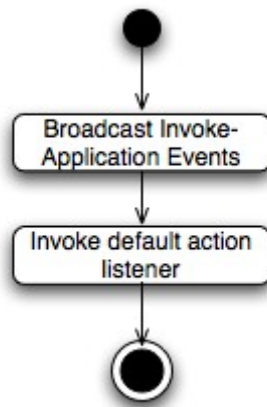 Broadcast Invoke-
Application Events
Invoke default action
listener